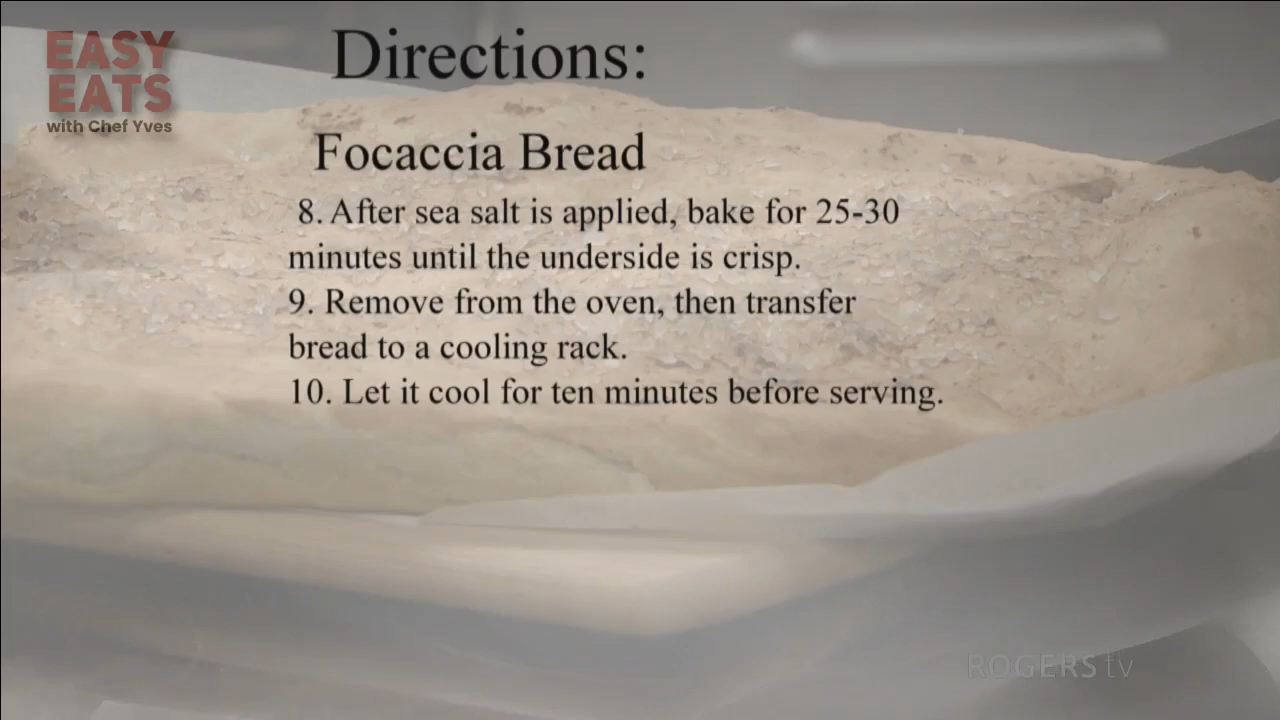 EASY
EATS
with Chef Yves
Directions:
Focaccia Bread
8. After sea salt is applied, bake for 25-30
minutes until the underside is crisp.
9. Remove from the oven, then transfer
bread to a cooling rack.
10. Let it cool for ten minutes before serving.
ROGERS tv